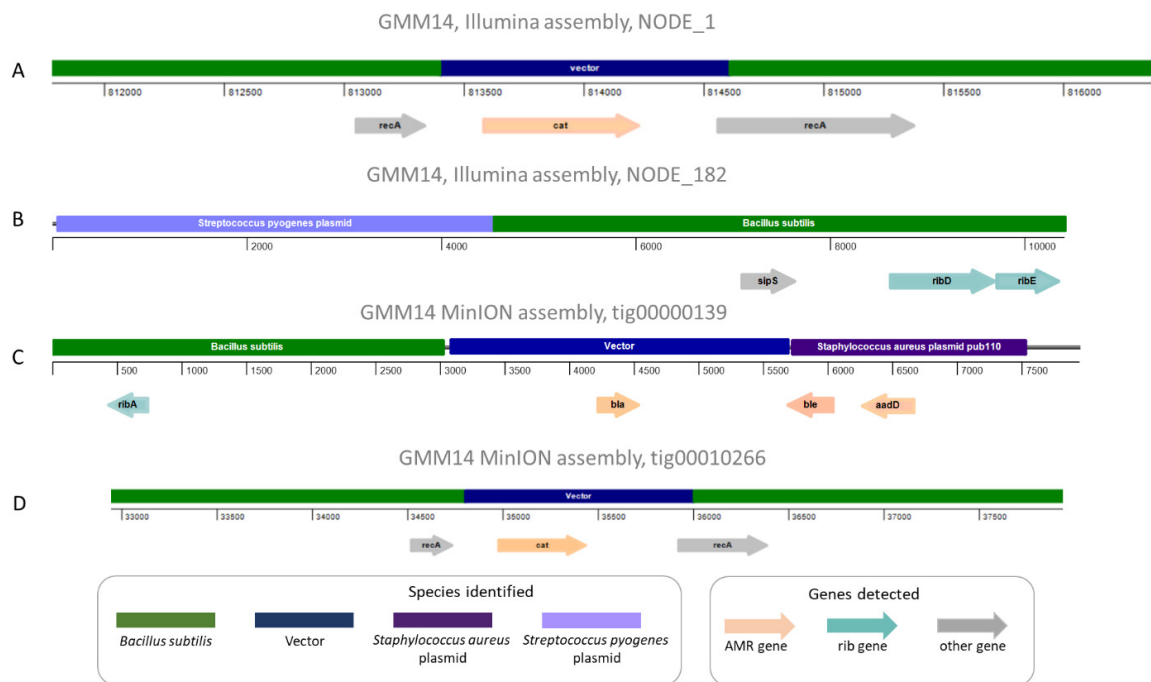 GMM14, Illumina assembly, NODE_1
A
vector
812000 812500 813000 813500 814000 814500 815000 815500 816000
recA cat recA
GMM14, Illumina assembly, NODE_182
B
Streptococcus pyogenes plasmid Bacillus subtilis
2000 4000 6000 8000 10000
sipS ribD ribE
GMM14 MinION assembly, tig00000139
C
Bacillus subtilis Vector Staphylococcus aureus plasmid pub110
500 1000 1500 2000 2500 3000 3500 4000 4500 5000 5500 6000 6500 7000 7500
ribA bla ble aadD
GMM14 MinION assembly, tig00010266
D
Vector
33000 33500 34000 34500 35000 35500 36000 36500 37000 37500
recA cat recA
Species identified
Bacillus subtilis Vector Staphylococcus aureus Streptococcus pyogenes
plasmid plasmid
Genes detected
AMR gene rib gene other gene